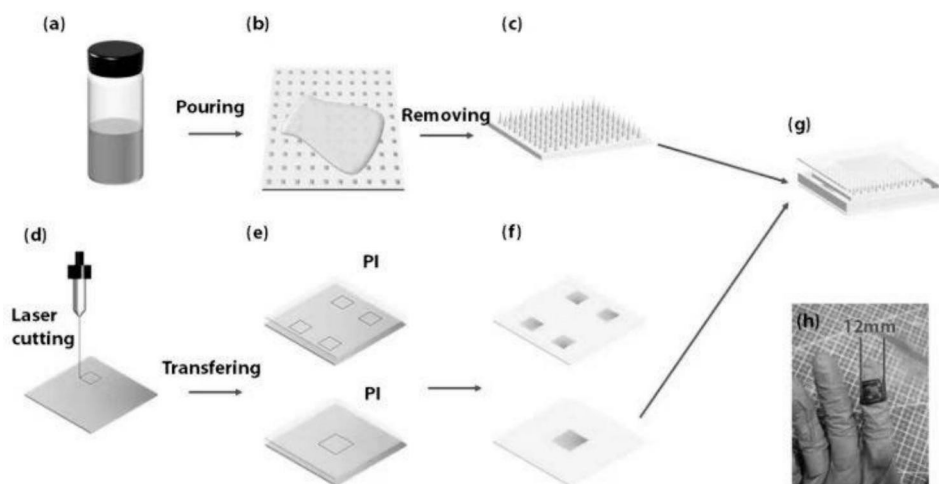 (a)
(b)
(c)
Pouring
Removing
(g)
(d)
(e)
(f)
PI
Laser
cutting
Transfering
PI
(h)
12mm